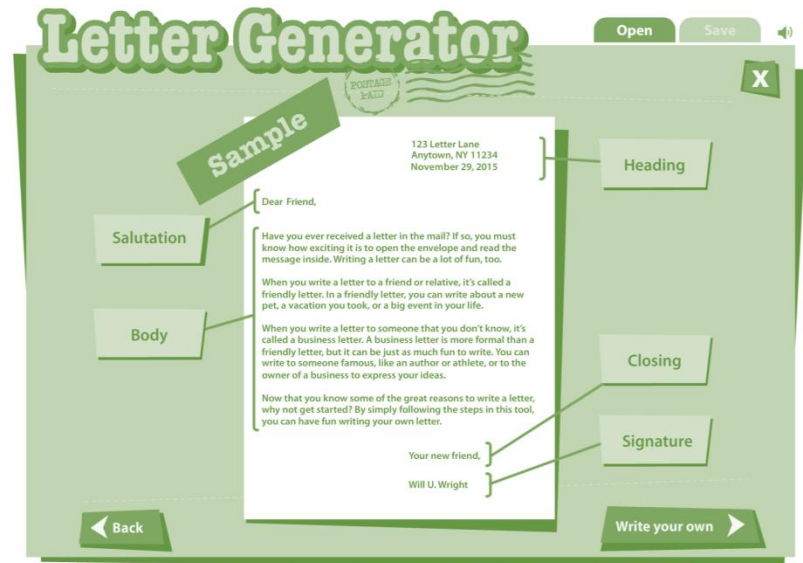 Letter Generator
Open
Save
POSTAGE
PAID
X
Sample
123 Letter Lane
Anytown, NY 11234
November 29, 2015
Heading
Dear Friend,
Salutation
Have you ever received a letter in the mail? If so, you must
know how exciting it is to open the envelope and read the
message inside. Writing a letter can be a lot of fun, too.
When you write a letter to a friend or relative, it's called a
friendly letter. In a friendly letter, you can write about a new
pet, a vacation you took, or a big event in your life.
Body
When you write a letter to someone that you don't know, it's
called a business letter. A business letter is more formal than a
friendly letter, but it can be just as much fun to write. You can
write to someone famous, like an author or athlete, or to the
owner of a business to express your ideas.
Now that you know some of the great reasons to write a letter,
why not get started? By simply following the steps in this tool,
you can have fun writing your own letter.
Closing
Your new friend,
Signature
Will U. Wright
Back
Write your own